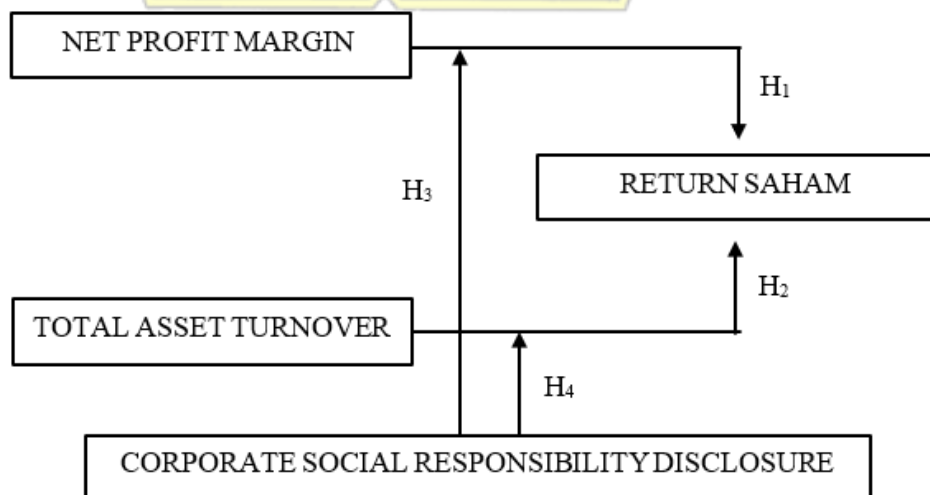 NET PROFIT MARGIN
H₁
RETURN SAHAM
H₃
H₂
TOTAL ASSET TURNOVER
H₄
CORPORATE SOCIAL RESPONSIBILITY DISCLOSURE